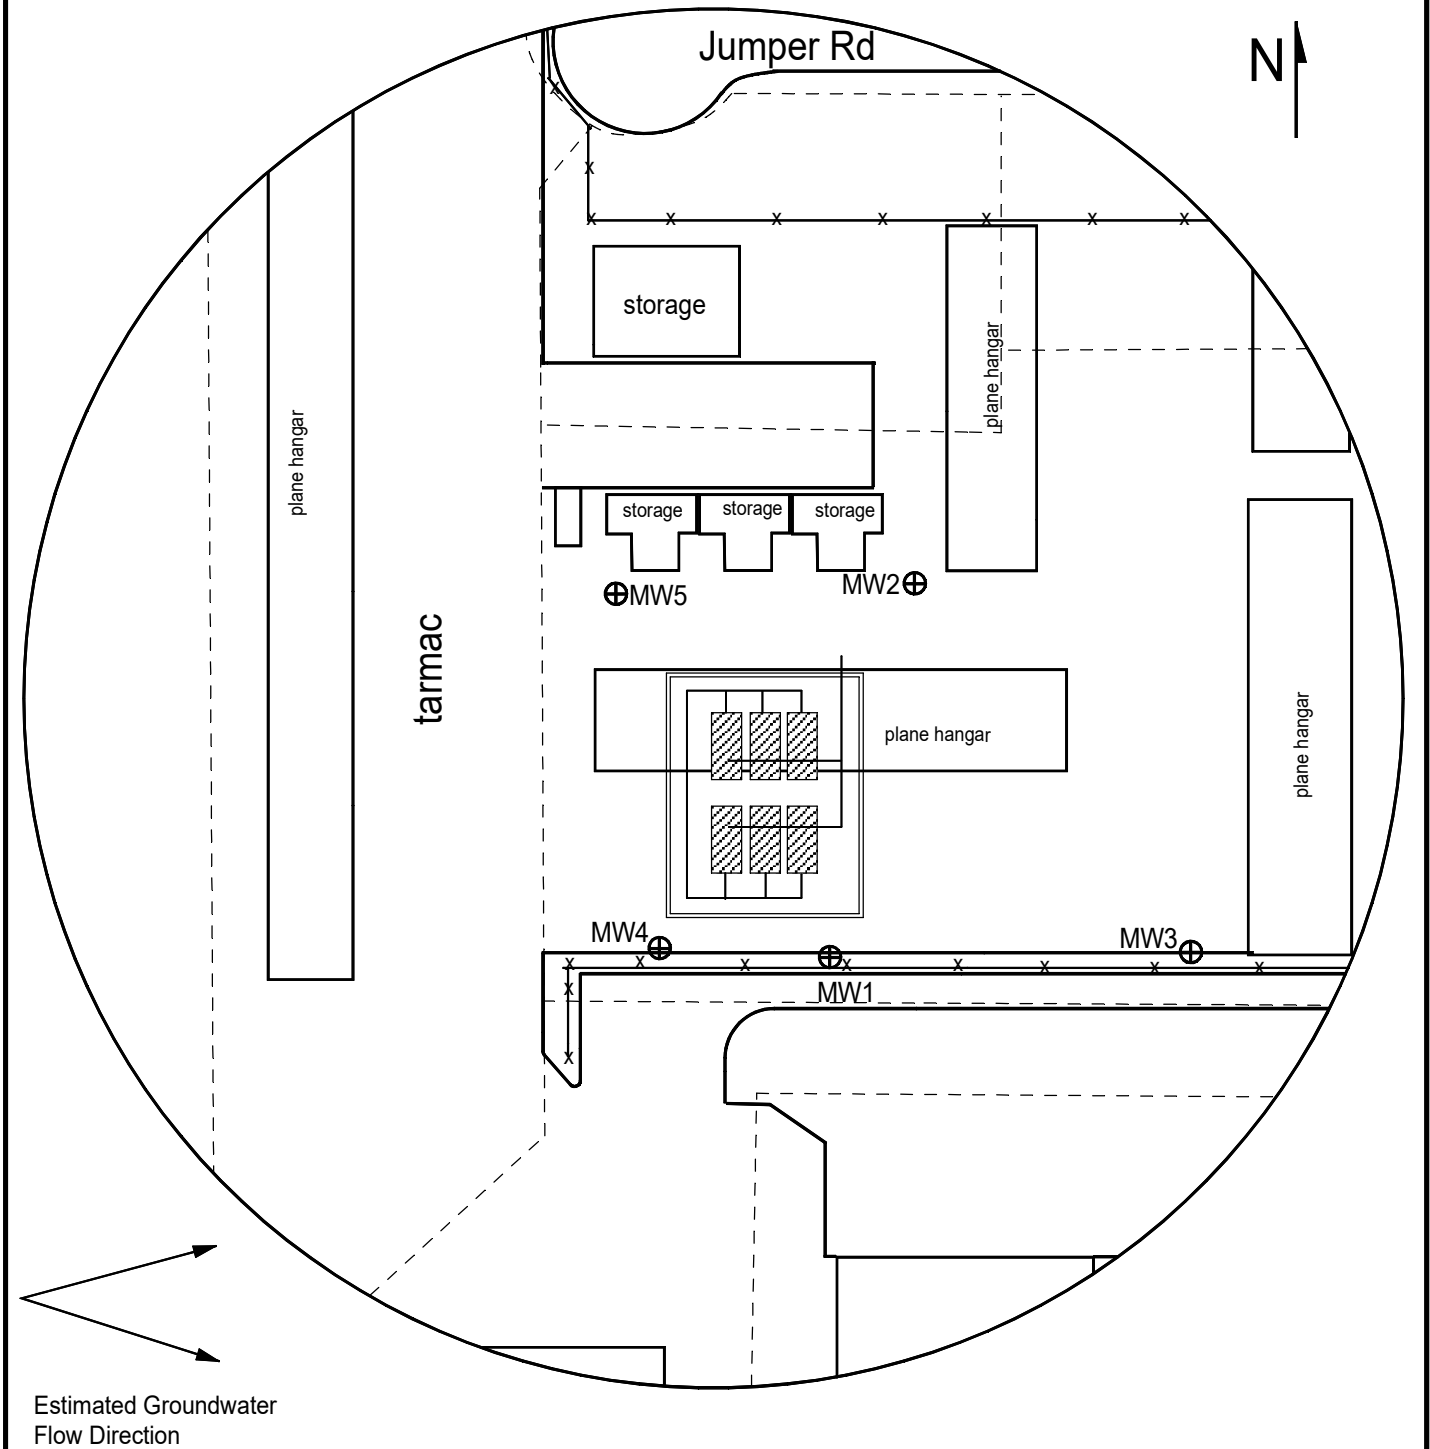 Jumper Rd
N
storage
plane hangar
plane hangar
storage
storage
storage
MW2
MW5
tarmac
plane hangar
plane hangar
MW4
MW3
MW1
Estimated Groundwater
Flow Direction